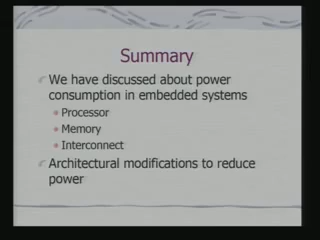 Summary
We have discussed about power
consumption in embedded systems
Processor
Memory
Interconnect
Architectural modifications to reduce
power